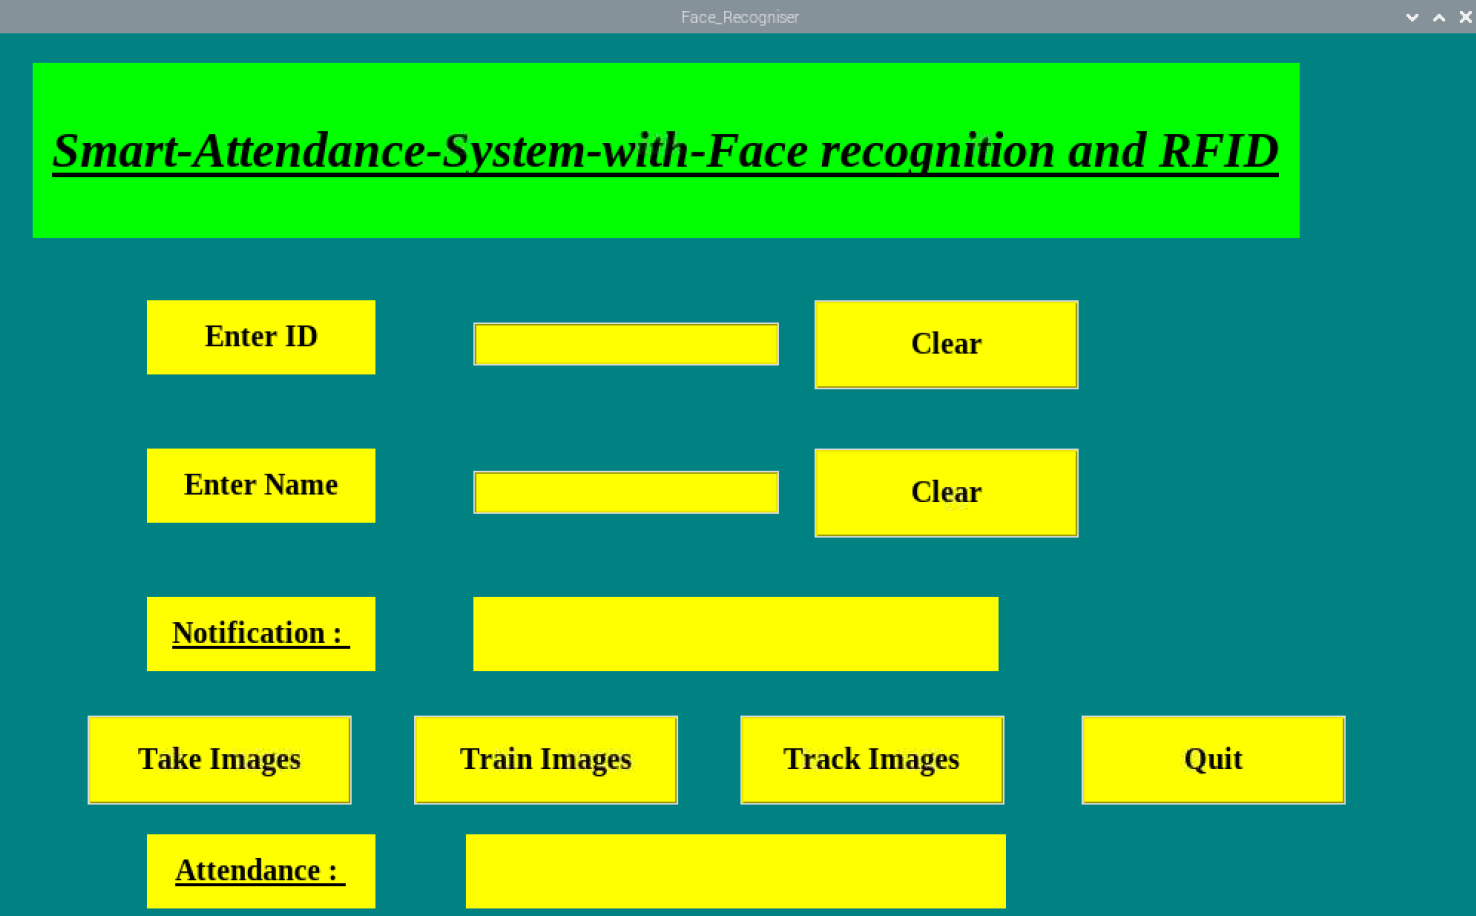 Face_Recogniser
Smart-Attendance-System-with-Face recognition and RFID
Enter ID
Clear
Enter Name
Clear
Notification :
Take Images
Train Images
Track Images
Quit
Attendance :